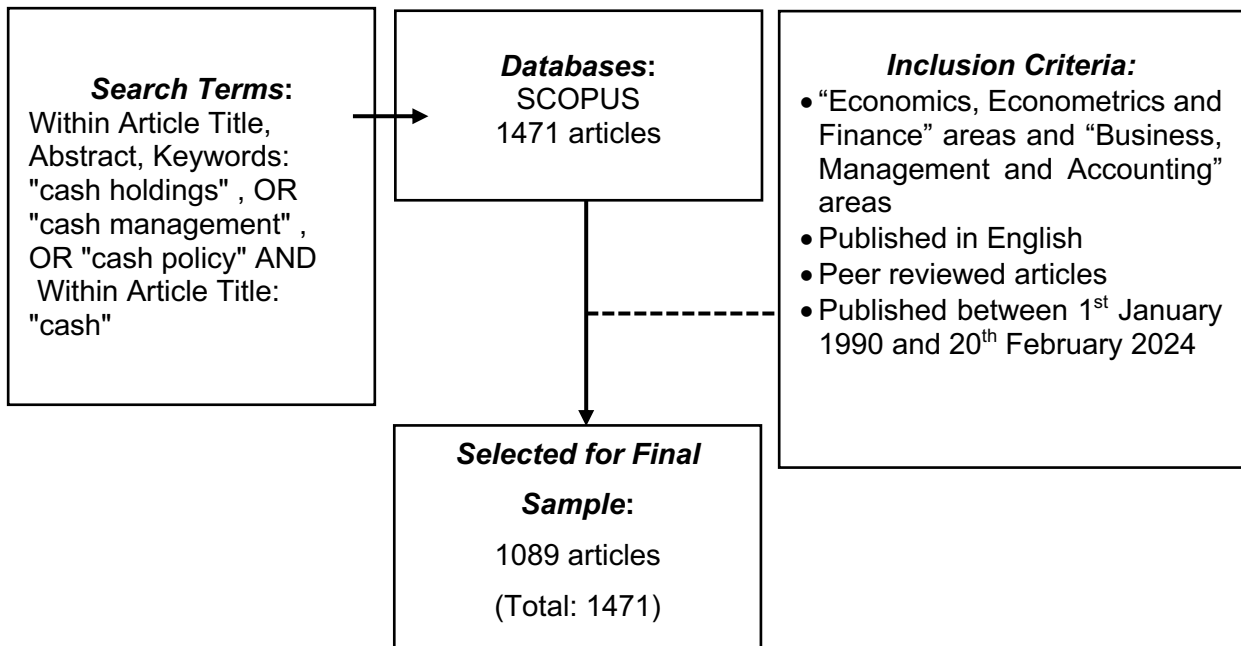 Search Terms:
Within Article Title,
Abstract, Keywords:
"cash holdings" , OR
"cash management" ,
OR "cash policy" AND
Within Article Title:
"cash"
Databases:
SCOPUS
1471 articles
Inclusion Criteria:
• “Economics, Econometrics and
Finance” areas and “Business,
Management and Accounting”
areas
• Published in English
• Peer reviewed articles
• Published between 1st January
1990 and 20th February 2024
Selected for Final
Sample:
1089 articles
(Total: 1471)